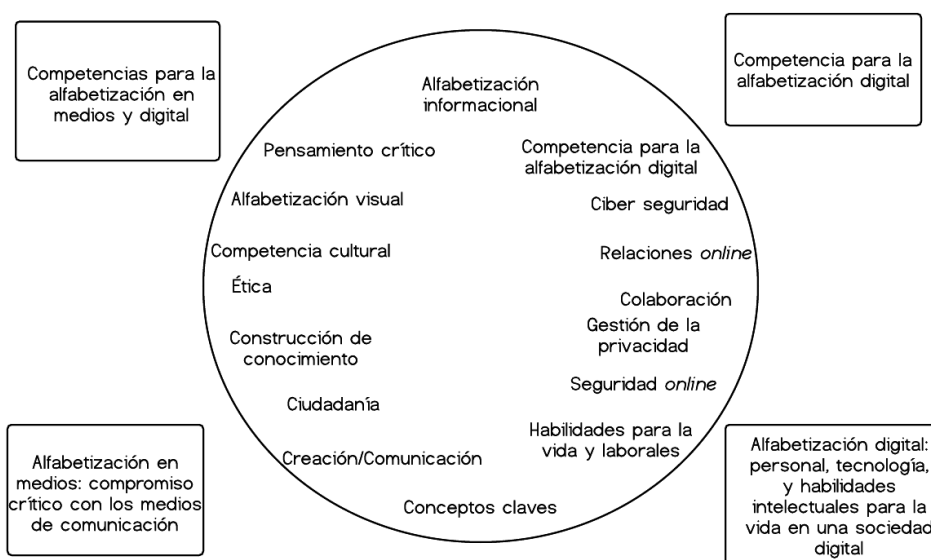 Competencias para la
alfabetización en
medios y digital
Competencia para la
alfabetización digital
Alfabetización
informacional
Pensamiento crítico
Competencia para la
alfabetización digital
Alfabetización visual
Ciber seguridad
Competencia cultural
Relaciones online
Ética
Colaboración
Construcción de
conocimiento
Gestión de la
privacidad
Ciudadanía
Seguridad online
Creación/Comunicación
Habilidades para la
vida y laborales
Conceptos claves
Alfabetización en
medios: compromiso
crítico con los medios
de comunicación
Alfabetización digital:
personal, tecnología,
y habilidades
intelectuales para la
vida en una sociedad
digital